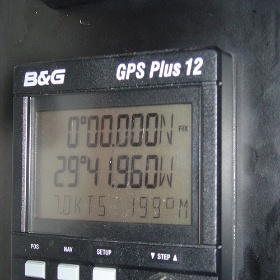 B&G GPS Plus 12
0°00.000N FIX
29°41.960W
7.0KTS 199°M
POS NAV SETUP ▼ STEP ▲